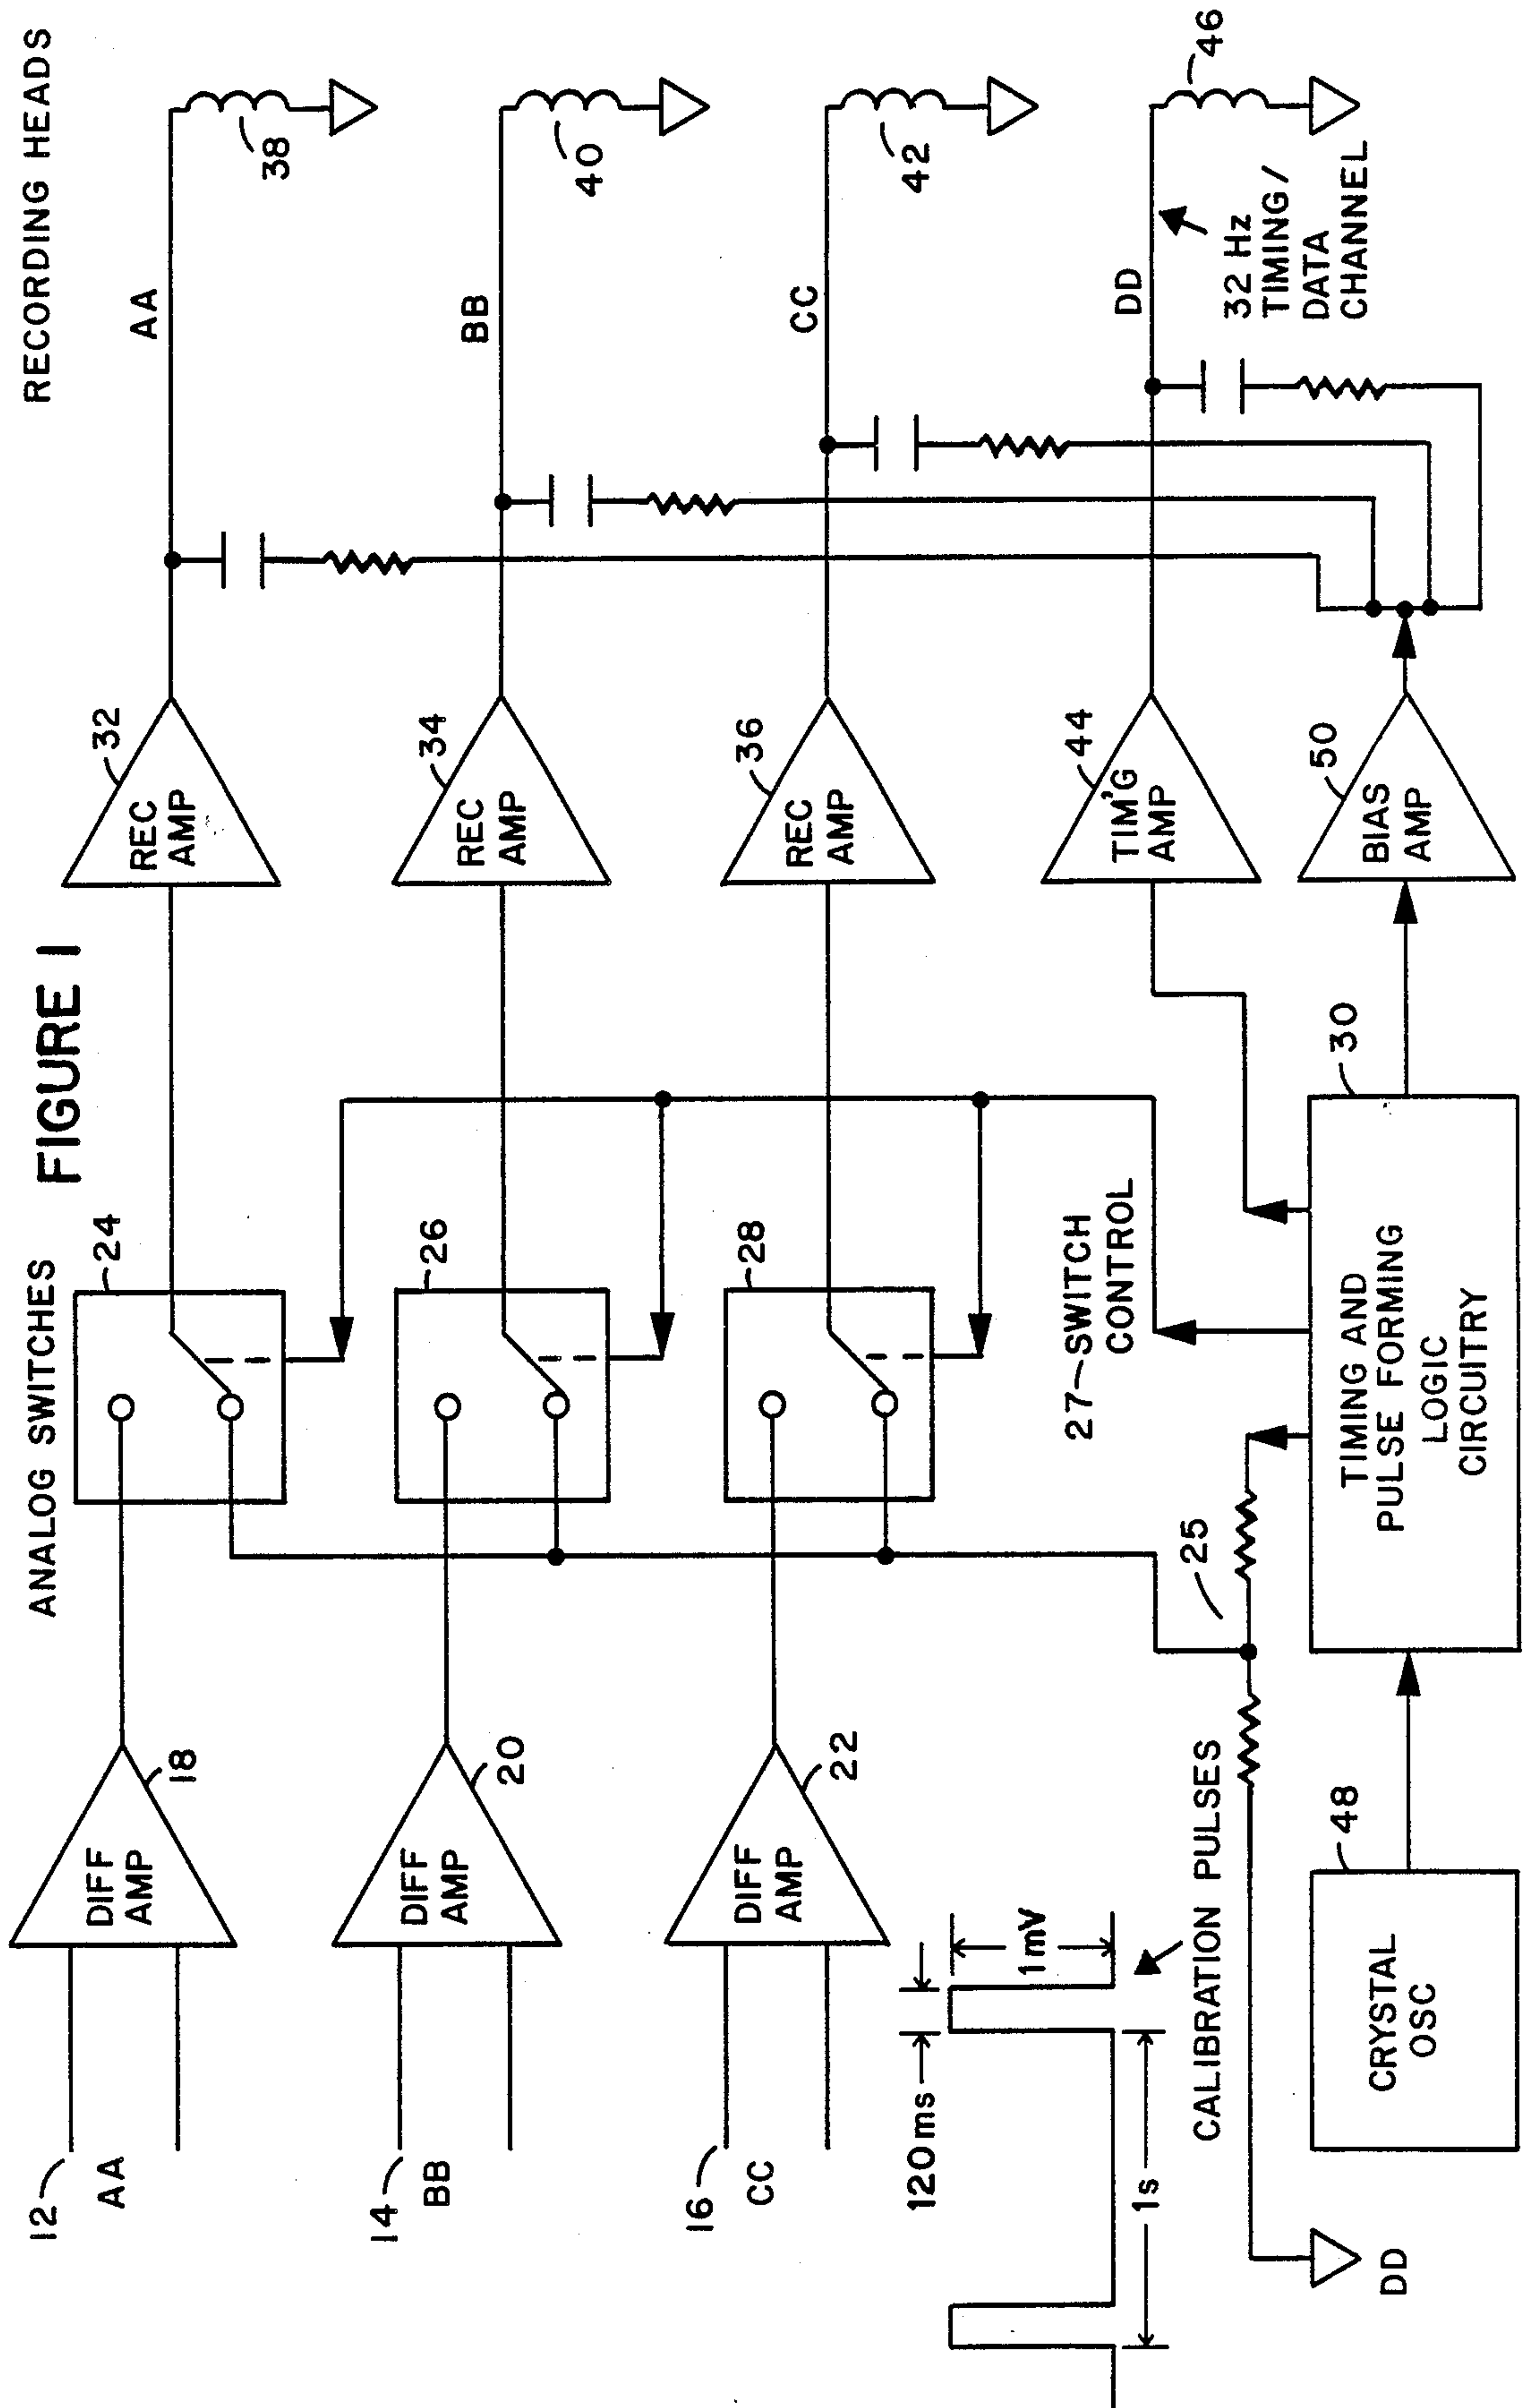 FIGURE 1
ANALOG SWITCHES
RECORDING HEADS
12
AA
DIFF
AMP
18
24
REC
AMP
32
AA
38
14
BB
DIFF
AMP
20
26
REC
AMP
34
BB
40
16
CC
DIFF
AMP
22
28
REC
AMP
36
CC
42
120ms
1mV
1s
CALIBRATION PULSES
25
27-SWITCH
CONTROL
TIM'G
AMP
44
DD
46
32 Hz
TIMING/
DATA
CHANNEL
DD
CRYSTAL
OSC
48
TIMING AND
PULSE FORMING
LOGIC
CIRCUITRY
30
BIAS
AMP
50